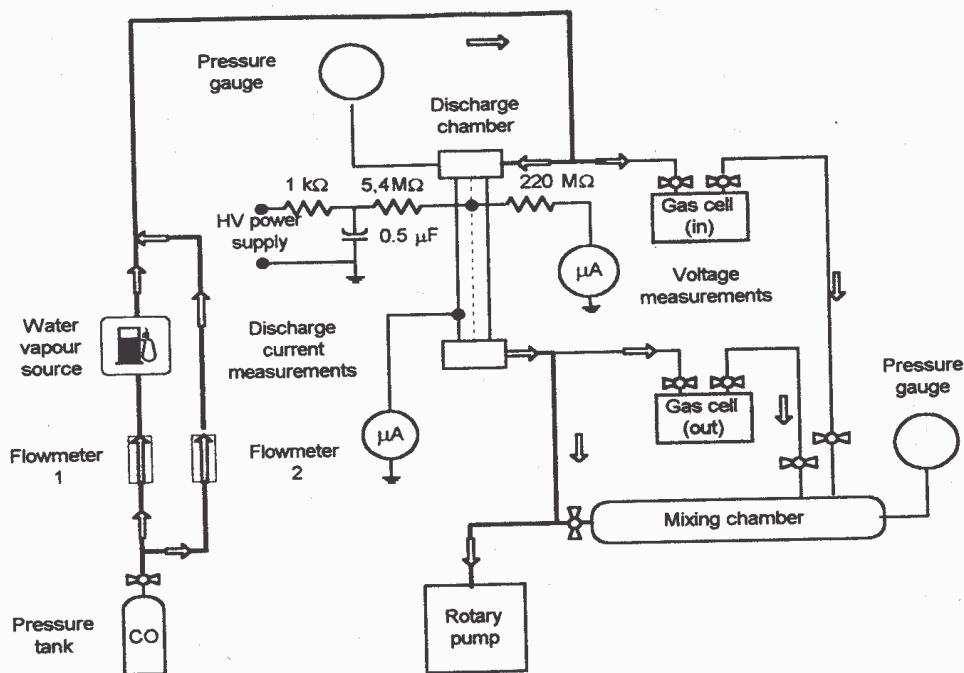 Pressure
gauge
Discharge
chamber
1 kΩ
5,4MΩ
220 MΩ
HV power
supply
0.5 μF
μA
Gas cell
(in)
Voltage
measurements
Water
vapour
source
Discharge
current
measurements
Pressure
gauge
Gas cell
(out)
μA
Flowmeter
1
Flowmeter
2
Mixing chamber
Pressure
tank
CO
Rotary
pump